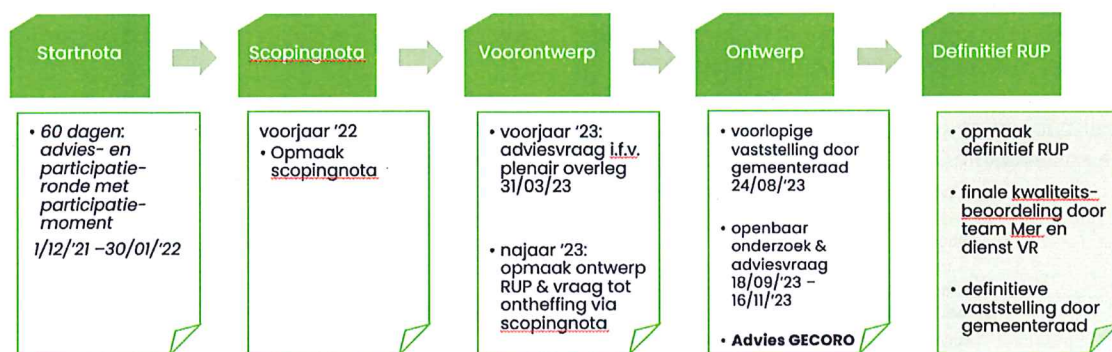 Startnota
Scopingnota
Voorontwerp
Ontwerp
Definitief RUP
• 60 dagen:
advies- en
participatie-
ronde met
participatie-
moment
1/12/'21 –30/01/'22
voorjaar '22
• Opmaak
scopingnota
• voorjaar '23:
adviesvraag i.f.v.
plenair overleg
31/03/23
• najaar '23:
opmaak ontwerp
RUP & vraag tot
ontheffing via
scopingnota
• voorlopige
vaststelling door
gemeenteraad
24/08/'23
• openbaar
onderzoek &
adviesvraag
18/09/'23 –
16/11/'23
• Advies GECORO
• opmaak
definitief RUP
• finale kwaliteits-
beoordeling door
team Mer en
dienst VR
• definitieve
vaststelling door
gemeenteraad